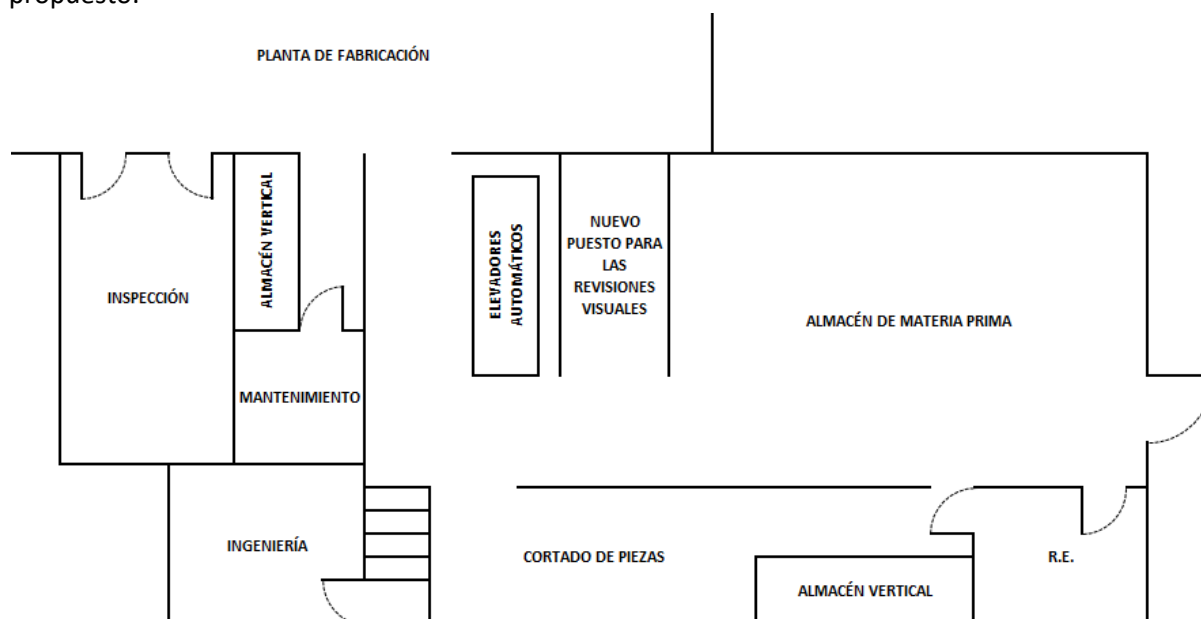 propuesto.
PLANTA DE FABRICACIÓN
ALMACÉN VERTICAL
ELEVADORES
AUTOMÁTICOS
NUEVO
PUESTO PARA
LAS
REVISIONES
VISUALES
INSPECCIÓN
ALMACÉN DE MATERIA PRIMA
MANTENIMIENTO
INGENIERÍA
CORTADO DE PIEZAS
R.E.
ALMACÉN VERTICAL